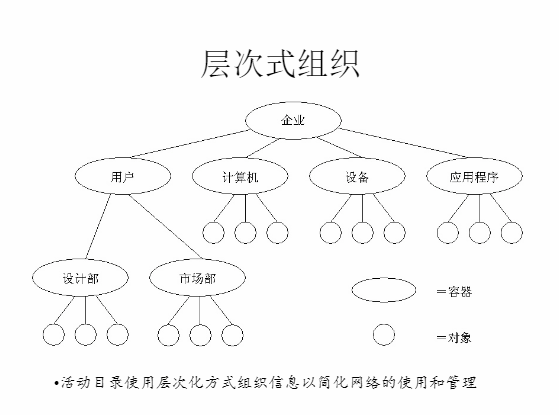 层次式组织
企业
用户
计算机
设备
应用程序
设计部
市场部
＝容器
＝对象
•活动目录使用层次化方式组织信息以简化网络的使用和管理